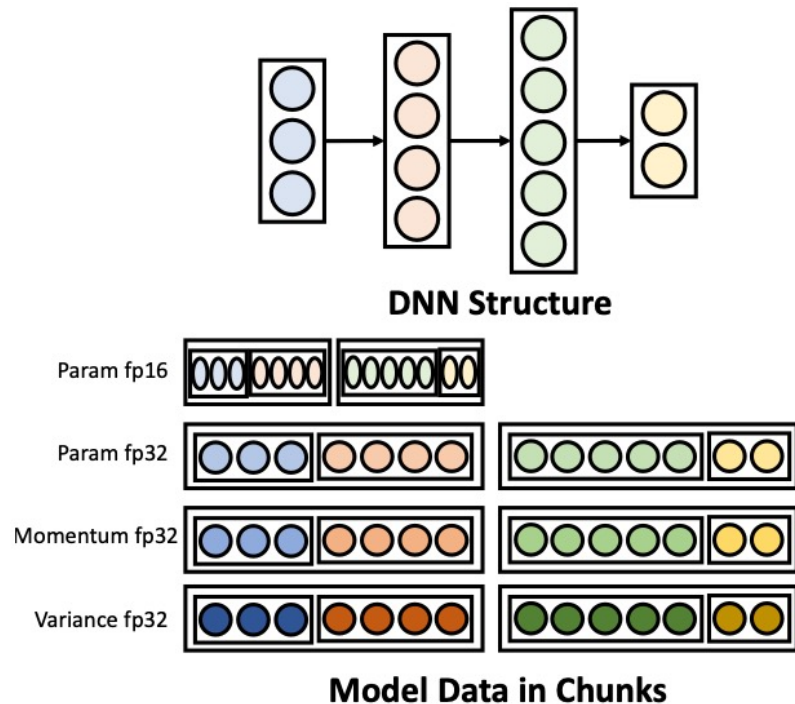 DNN Structure
Param fp16
Param fp32
Momentum fp32
Variance fp32
Model Data in Chunks